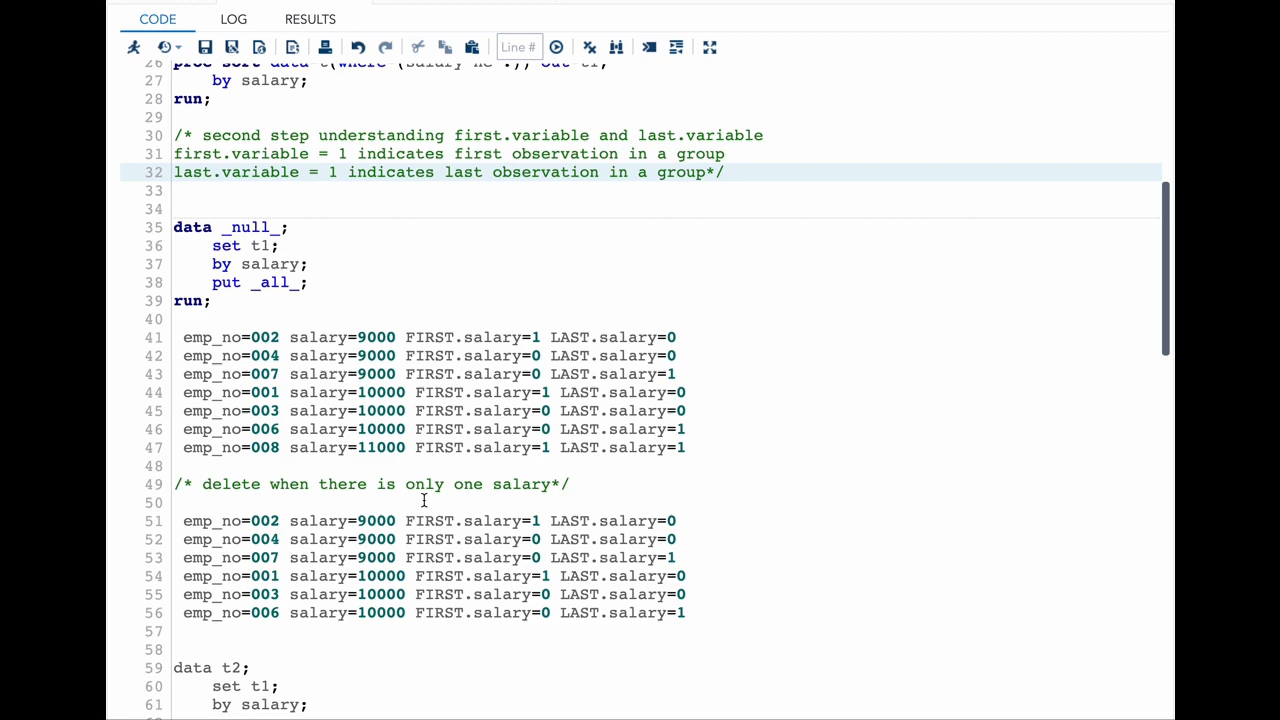 CODE LOG RESULTS
Line #
26 proc sort data t(where (salary ne .)) out t1;
27 by salary;
28 run;
29
30 /* second step understanding first.variable and last.variable
31 first.variable = 1 indicates first observation in a group
32 last.variable = 1 indicates last observation in a group*/
33
34
35 data _null_;
36 set t1;
37 by salary;
38 put _all_;
39 run;
40
41 emp_no=002 salary=9000 FIRST.salary=1 LAST.salary=0
42 emp_no=004 salary=9000 FIRST.salary=0 LAST.salary=0
43 emp_no=007 salary=9000 FIRST.salary=0 LAST.salary=1
44 emp_no=001 salary=10000 FIRST.salary=1 LAST.salary=0
45 emp_no=003 salary=10000 FIRST.salary=0 LAST.salary=0
46 emp_no=006 salary=10000 FIRST.salary=0 LAST.salary=1
47 emp_no=008 salary=11000 FIRST.salary=1 LAST.salary=1
48
49 /* delete when there is only one salary*/
50
51 emp_no=002 salary=9000 FIRST.salary=1 LAST.salary=0
52 emp_no=004 salary=9000 FIRST.salary=0 LAST.salary=0
53 emp_no=007 salary=9000 FIRST.salary=0 LAST.salary=1
54 emp_no=001 salary=10000 FIRST.salary=1 LAST.salary=0
55 emp_no=003 salary=10000 FIRST.salary=0 LAST.salary=0
56 emp_no=006 salary=10000 FIRST.salary=0 LAST.salary=1
57
58
59 data t2;
60 set t1;
61 by salary;